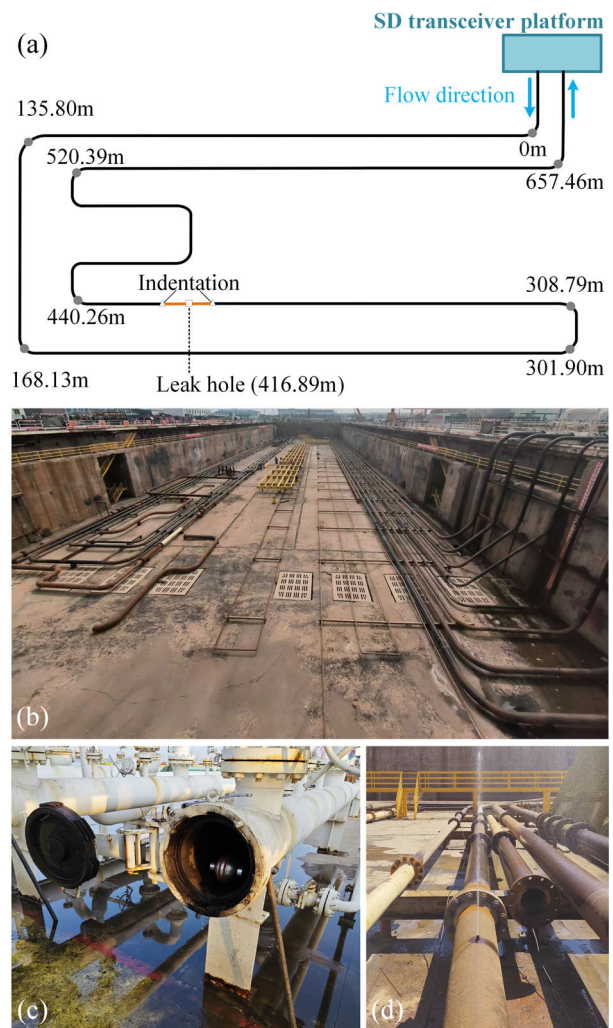 (a)
SD transceiver platform
Flow direction
135.80m
0m
520.39m
657.46m
Indentation
308.79m
440.26m
301.90m
168.13m
Leak hole (416.89m)
(b)
(c)
(d)